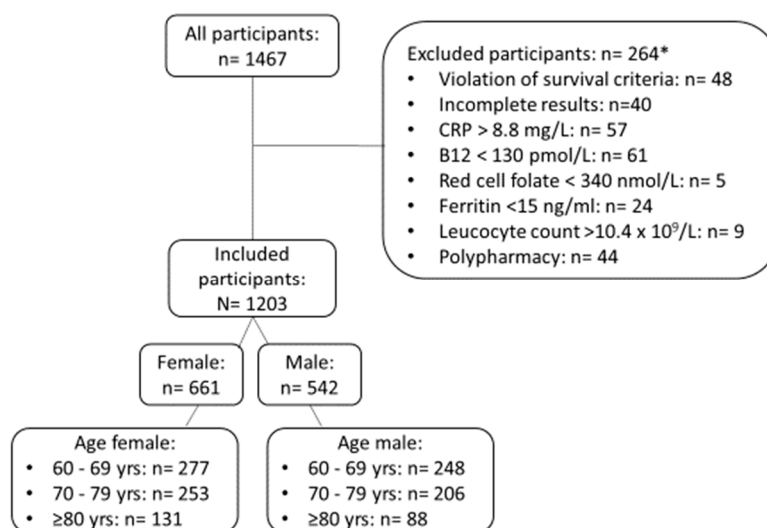 All participants:
n= 1467
Excluded participants: n= 264*
• Violation of survival criteria: n= 48
• Incomplete results: n=40
• CRP > 8.8 mg/L: n= 57
• B12 < 130 pmol/L: n= 61
• Red cell folate < 340 nmol/L: n= 5
• Ferritin <15 ng/ml: n= 24
• Leucocyte count >10.4 x 10⁹/L: n= 9
• Polypharmacy: n= 44
Included
participants:
N= 1203
Female:
n= 661
Male:
n= 542
Age female:
• 60 - 69 yrs: n= 277
• 70 - 79 yrs: n= 253
• ≥80 yrs: n= 131
Age male:
• 60 - 69 yrs: n= 248
• 70 - 79 yrs: n= 206
• ≥80 yrs: n= 88